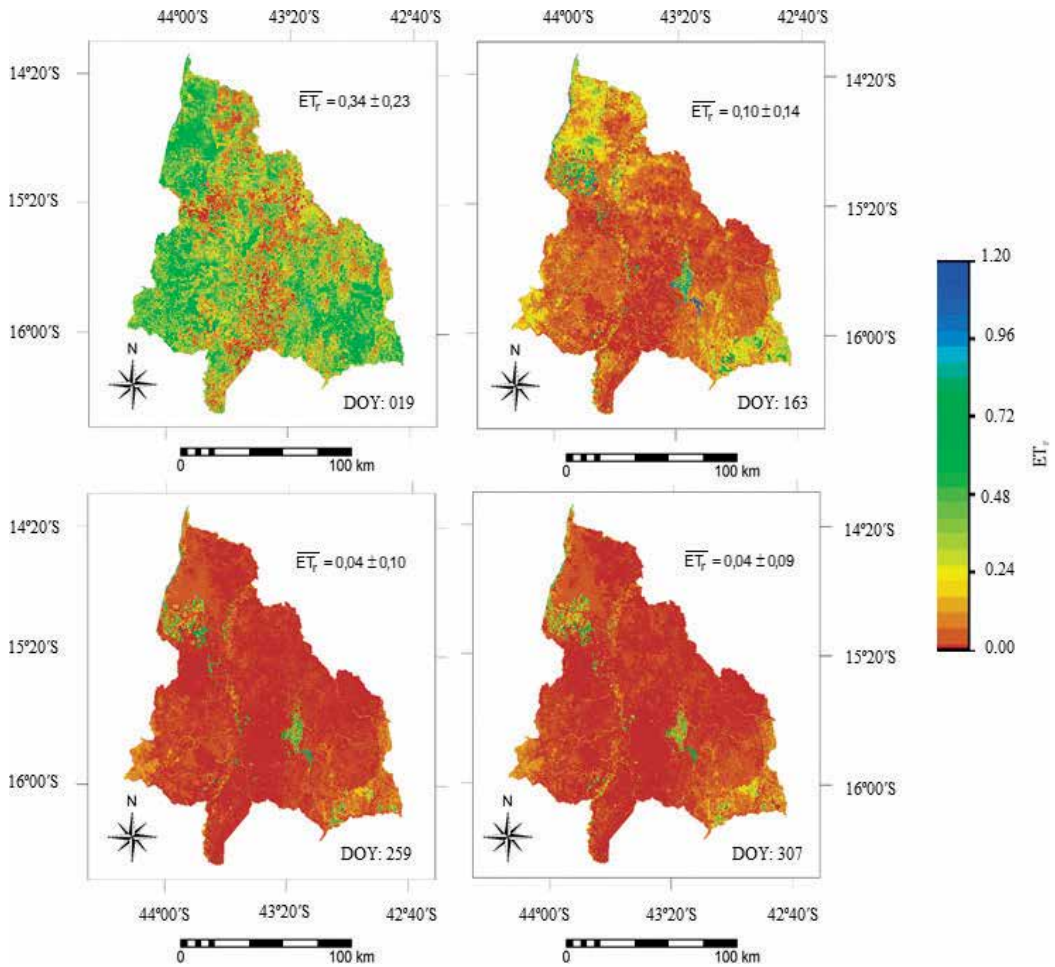 44°00′S 43°20′S 42°40′S
44°00′S 43°20′S 42°40′S
14°20′S
15°20′S
16°00′S
ETr = 0,34 ± 0,23
N
DOY: 019
0 100 km
14°20′S
15°20′S
16°00′S
ETr = 0,10 ± 0,14
N
DOY: 163
0 100 km
1.20
0.96
0.72
0.48
0.24
0.00
ETr
14°20′S
15°20′S
16°00′S
ETr = 0,04 ± 0,10
N
DOY: 259
44°00′S 43°20′S 42°40′S
0 100 km
14°20′S
15°20′S
16°00′S
ETr = 0,04 ± 0,09
N
DOY: 307
44°00′S 43°20′S 42°40′S
0 100 km